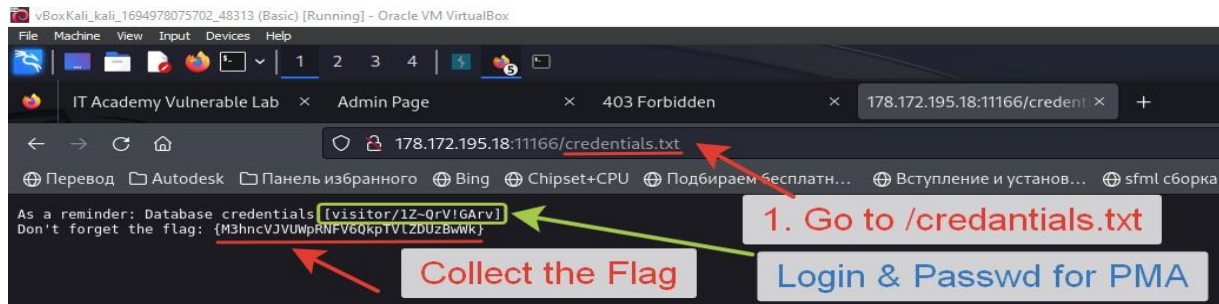 vBoxKali_kali_1694978075702_48313 (Basic) [Running] - Oracle VM VirtualBox
File Machine View Input Devices Help
1 2 3 4 5
IT Academy Vulnerable Lab × Admin Page × 403 Forbidden × 178.172.195.18:11166/credenti × +
178.172.195.18:11166/credentials.txt
Перевод Autodesk Панель избранного Bing Chipset+CPU Подбираем бесплатн... Вступление и установ... sfml сборка
As a reminder: Database credentials [visitor/1Z~QrV!GArv]
Don't forget the flag: {M3hncVJVUWpRNFV6QkpTVlZDUzBwWk}
1. Go to /credantials.txt
Collect the Flag
Login & Passwd for PMA